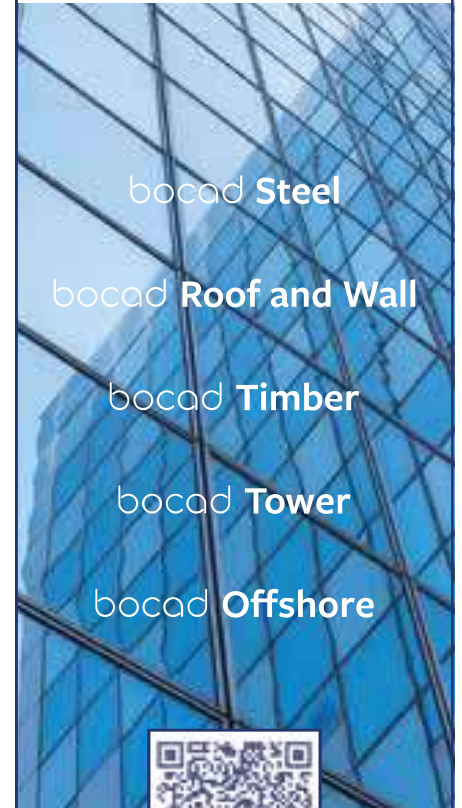 bocad Steel
bocad Roof and Wall
bocad Timber
bocad Tower
bocad Offshore